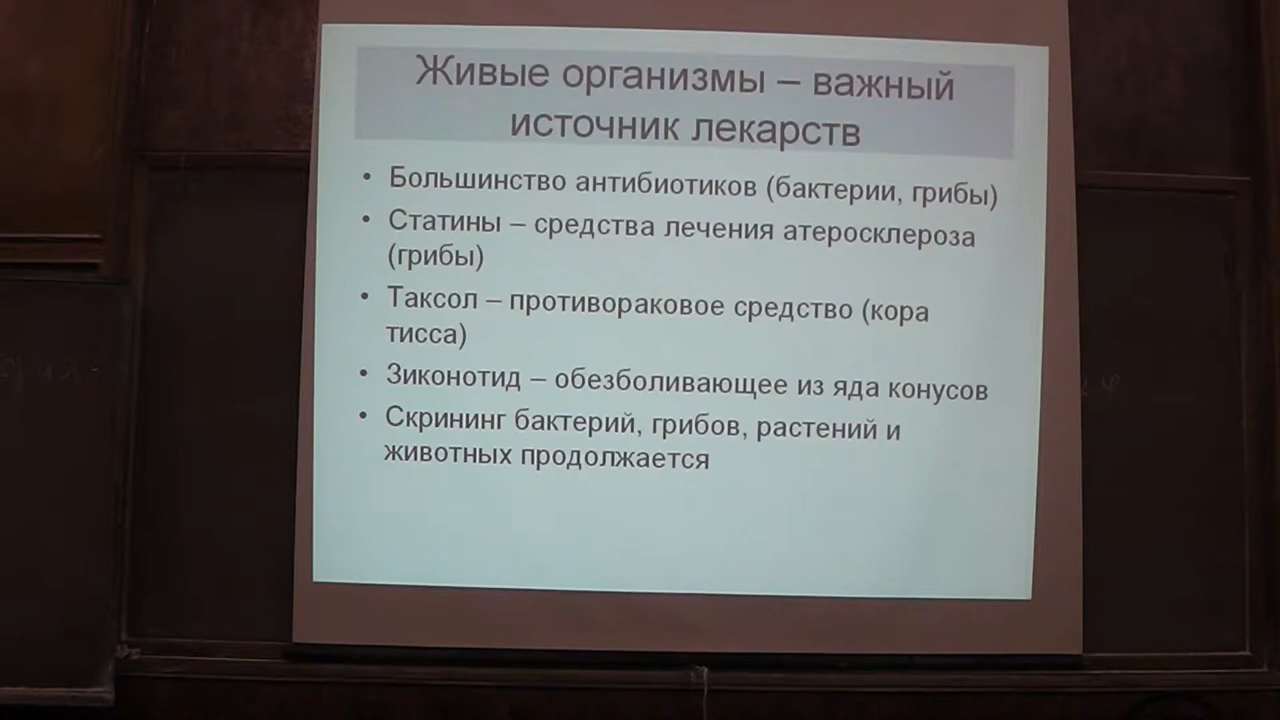 Живые организмы – важный
источник лекарств
• Большинство антибиотиков (бактерии, грибы)
• Статины – средства лечения атеросклероза
(грибы)
• Таксол – противораковое средство (кора
тисса)
• Зиконотид – обезболивающее из яда конусов
• Скрининг бактерий, грибов, растений и
животных продолжается